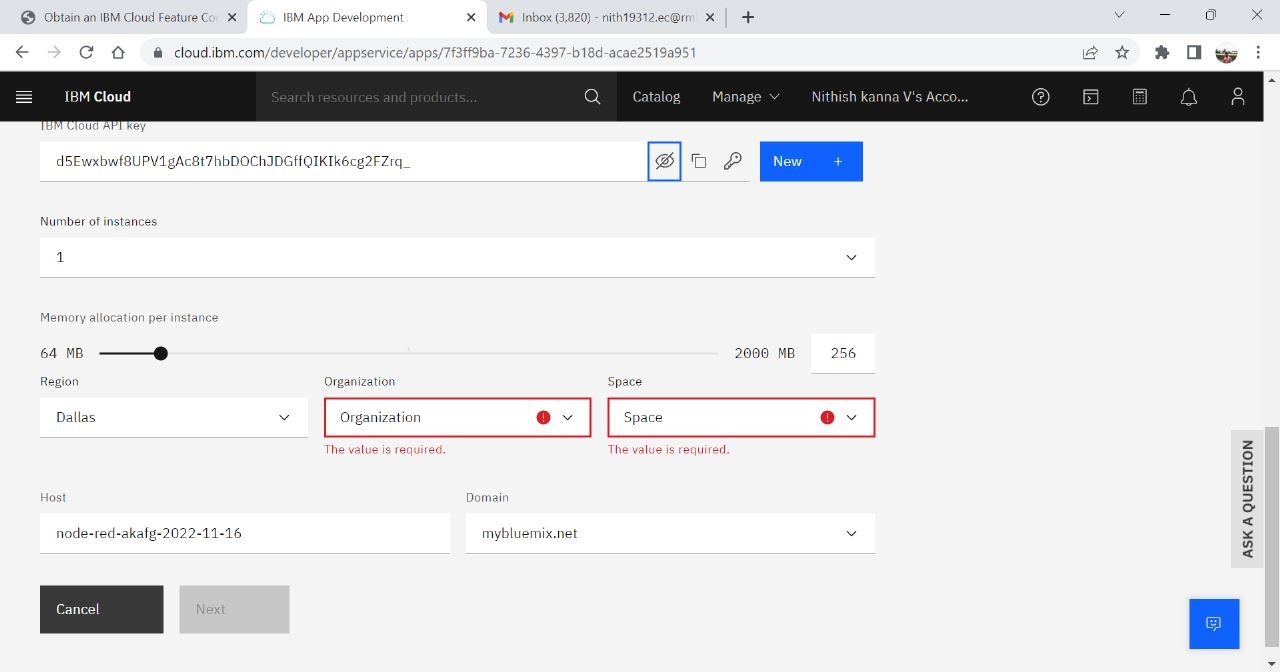 Obtain an IBM Cloud Feature Co
IBM App Development
Inbox (3,820) - nith19312.ec@rm
cloud.ibm.com/developer/appservice/apps/7f3ff9ba-7236-4397-b18d-acae2519a951
IBM Cloud
Search resources and products...
Catalog
Manage
Nithish kanna V's Acco...
IBM Cloud API key
d5Ewxbwf8UPV1gAc8t7hbDOChJDGffQIKIk6cg2FZrq_
New +
Number of instances
1
Memory allocation per instance
64 MB
2000 MB
256
Region
Organization
Space
Dallas
Organization
Space
The value is required.
The value is required.
Host
Domain
node-red-akafg-2022-11-16
mybluemix.net
Cancel
Next
ASK A QUESTION